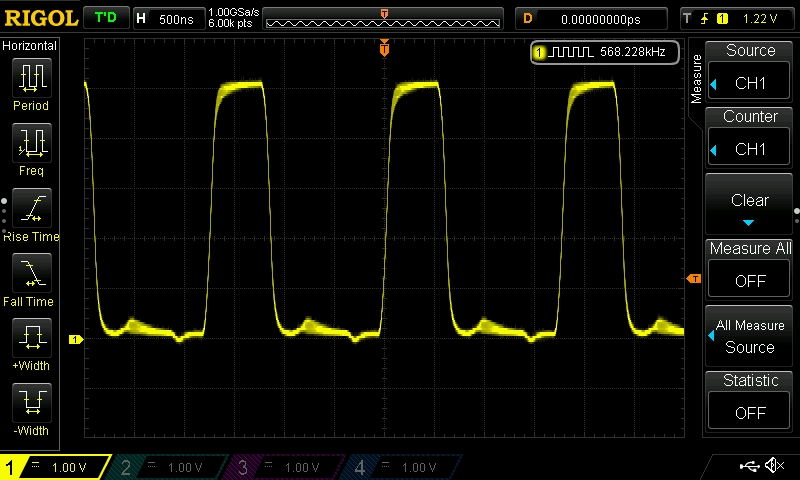 RIGOL T'D H 500ns 1.00GSa/s 6.00k pts T D 0.00000000ps T 1 1.22 V
Horizontal
Period
Freq
Rise Time
Fall Time
+Width
-Width
T
1 568.228kHz
T
1
Measure
Source
CH1
Counter
CH1
Clear
Measure All
OFF
All Measure
Source
Statistic
OFF
1 1.00 V 2 1.00 V 3 1.00 V 4 1.00 V